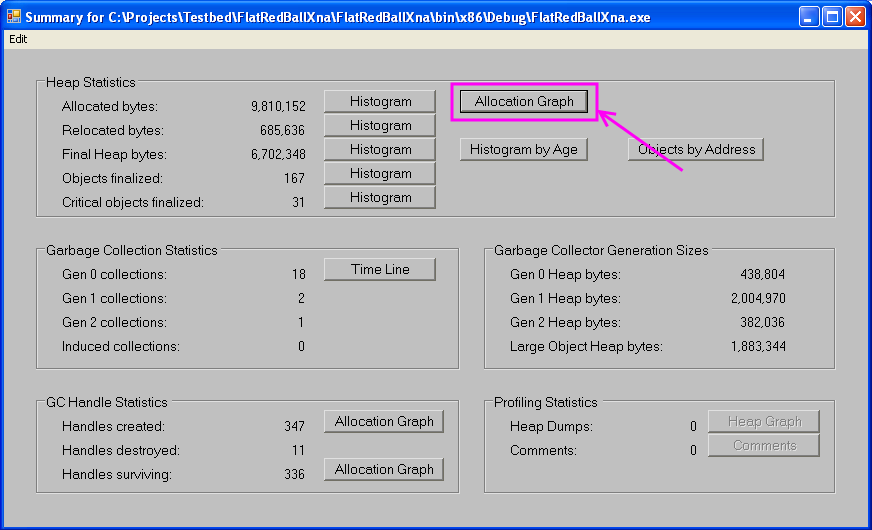 Summary for C:\Projects\Testbed\FlatRedBallXna\FlatRedBallXna\bin\x86\Debug\FlatRedBallXna.exe
Edit
Heap Statistics
Allocated bytes: 9,810,152 Histogram Allocation Graph
Relocated bytes: 685,636 Histogram
Final Heap bytes: 6,702,348 Histogram Histogram by Age Objects by Address
Objects finalized: 167 Histogram
Critical objects finalized: 31 Histogram
Garbage Collection Statistics
Gen 0 collections: 18 Time Line
Gen 1 collections: 2
Gen 2 collections: 1
Induced collections: 0
Garbage Collector Generation Sizes
Gen 0 Heap bytes: 438,804
Gen 1 Heap bytes: 2,004,970
Gen 2 Heap bytes: 382,036
Large Object Heap bytes: 1,883,344
GC Handle Statistics
Handles created: 347 Allocation Graph
Handles destroyed: 11
Handles surviving: 336 Allocation Graph
Profiling Statistics
Heap Dumps: 0 Heap Graph
Comments: 0 Comments